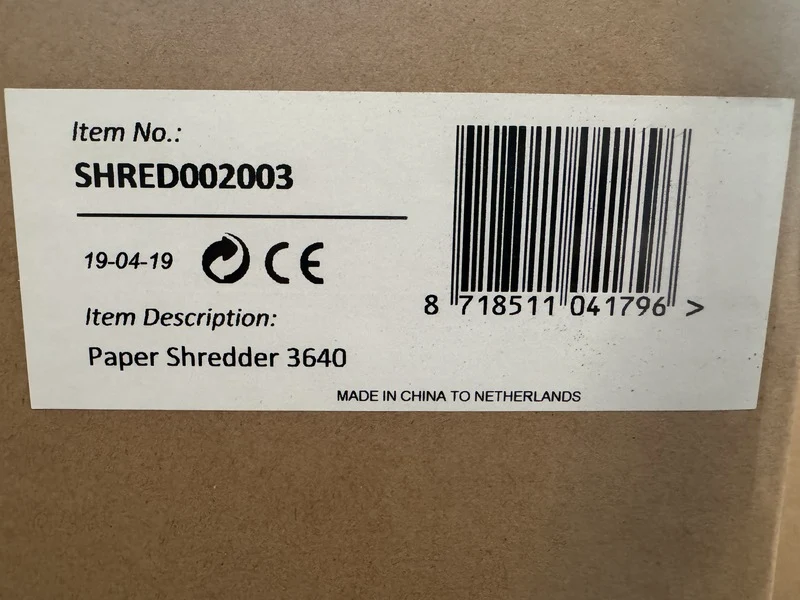 Item No.:
SHRED002003
19-04-19 CE
Item Description:
Paper Shredder 3640
8 718511 041796 >
MADE IN CHINA TO NETHERLANDS